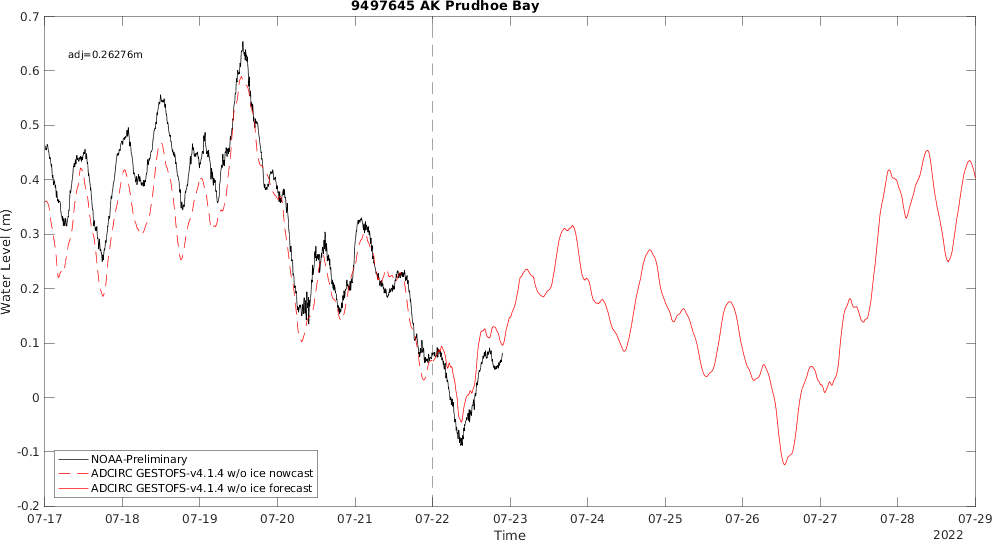 9497645 AK Prudhoe Bay
adj=0.26276m
0.7
0.6
0.5
0.4
0.3
0.2
0.1
0
-0.1
-0.2
Water Level (m)
NOAA-Preliminary
ADCIRC GESTOFS-v4.1.4 w/o ice nowcast
ADCIRC GESTOFS-v4.1.4 w/o ice forecast
07-17 07-18 07-19 07-20 07-21 07-22 07-23 07-24 07-25 07-26 07-27 07-28 07-29
Time
2022